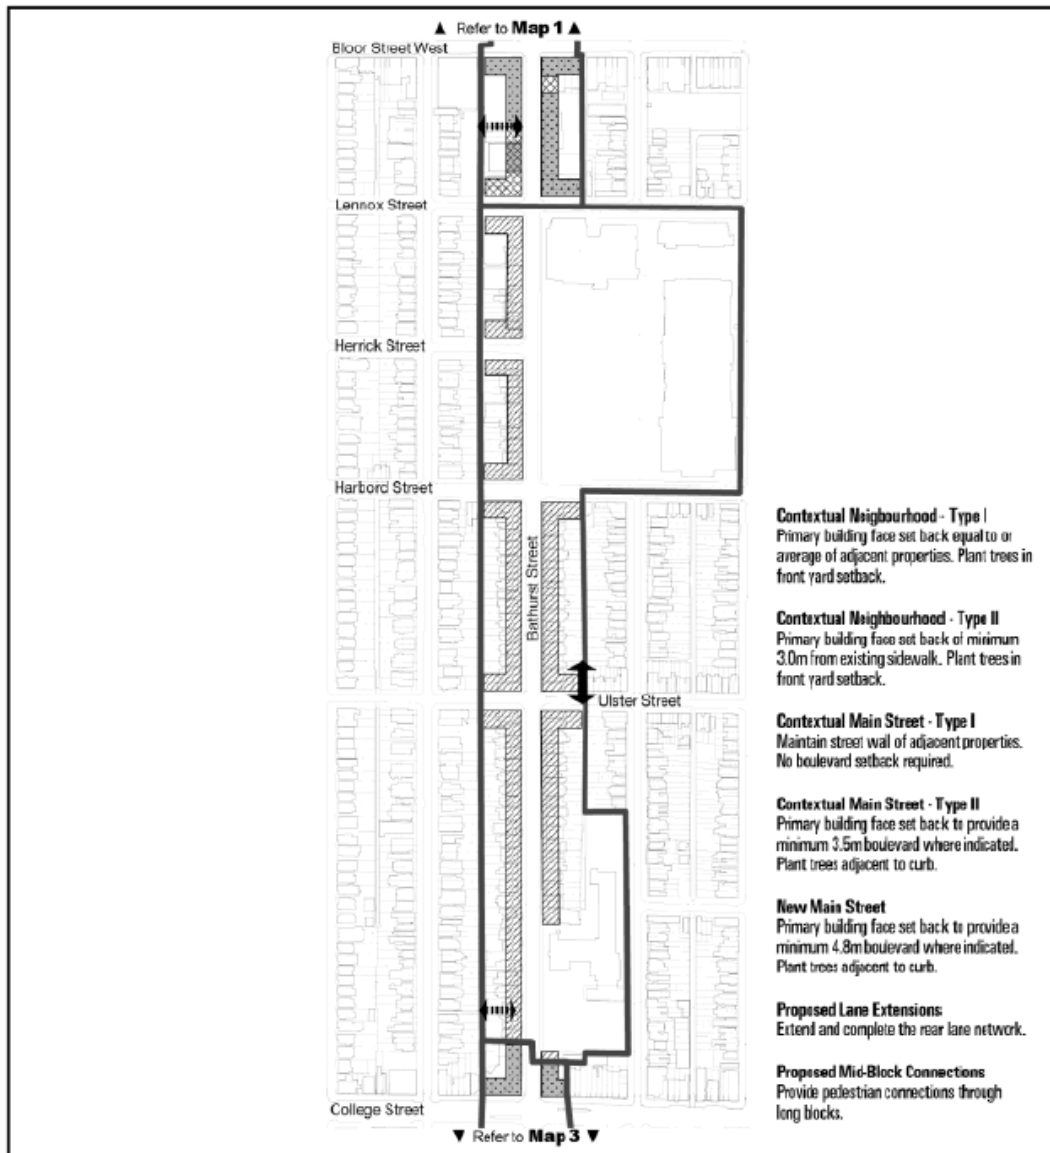 ▲ Refer to Map 1 ▲
Bloor Street West
Lennox Street
Herrick Street
Harbord Street
Bathurst Street
Ulster Street
College Street
▼ Refer to Map 3 ▼
Contextual Neigbourhood - Type I
Primary building face set back equal to or
average of adjacent properties. Plant trees in
front yard setback.
Contextual Neighbourhood - Type II
Primary building face set back of minimum
3.0m from existing sidewalk. Plant trees in
front yard setback.
Contextual Main Street - Type I
Maintain street wall of adjacent properties.
No boulevard setback required.
Contextual Main Street - Type II
Primary building face set back to provide a
minimum 3.5m boulevard where indicated.
Plant trees adjacent to curb.
New Main Street
Primary building face set back to provide a
minimum 4.8m boulevard where indicated.
Plant trees adjacent to curb.
Proposed Lane Extensions
Extend and complete the rear lane network.
Proposed Mid-Block Connections
Provide pedestrian connections through
long blocks.